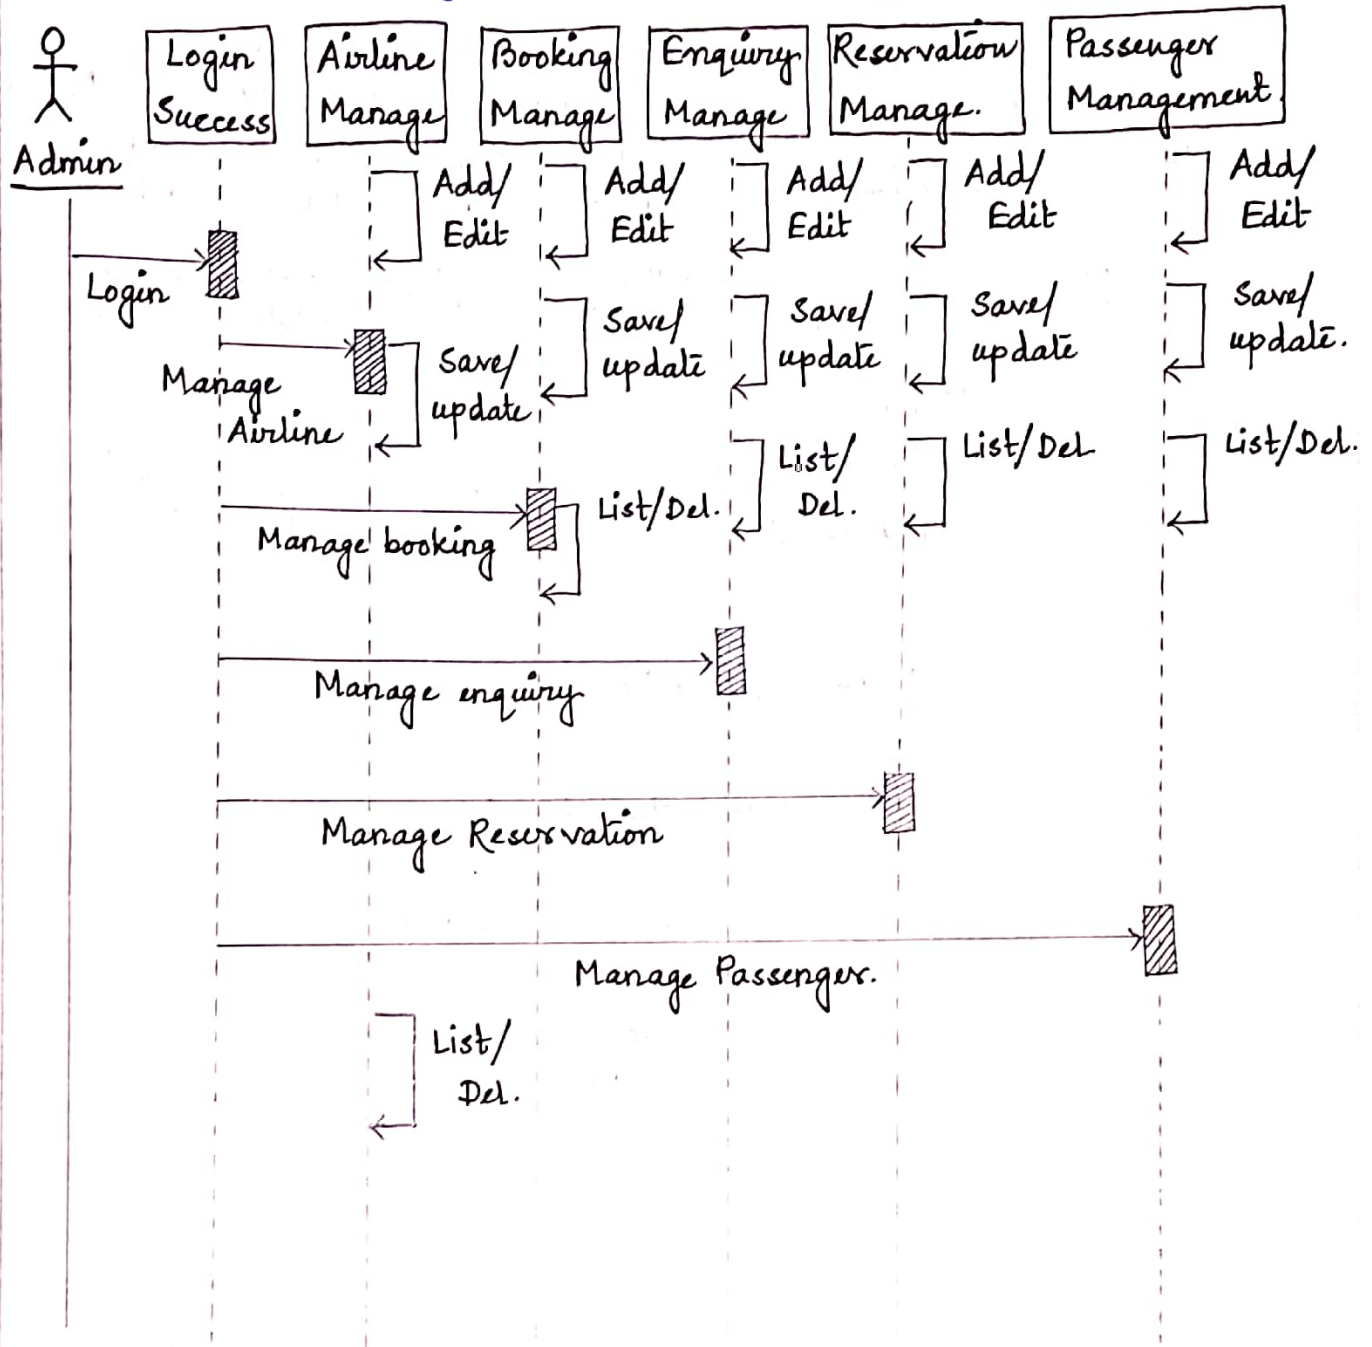 Login
Success
Airline
Manage
Booking
Manage
Enquiry
Manage
Reservation
Manage.
Passenger
Management
Admin
Add/
Edit
Add/
Edit
Add/
Edit
Add/
Edit
Add/
Edit
Login
Save/
update
Save/
update
Save/
update
Save/
update
Save/
update.
Manage
Airline
List/Del.
List/
Del.
List/Del
List/Del.
Manage booking
Manage enquiry
Manage Reservation
Manage Passenger.
List/
Del.